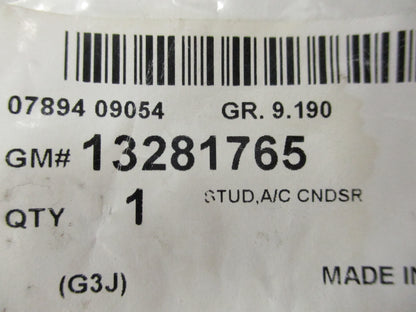 07894 09054 GR. 9.190
GM# 13281765
QTY 1 STUD,A/C CNDSR
(G3J) MADE IN